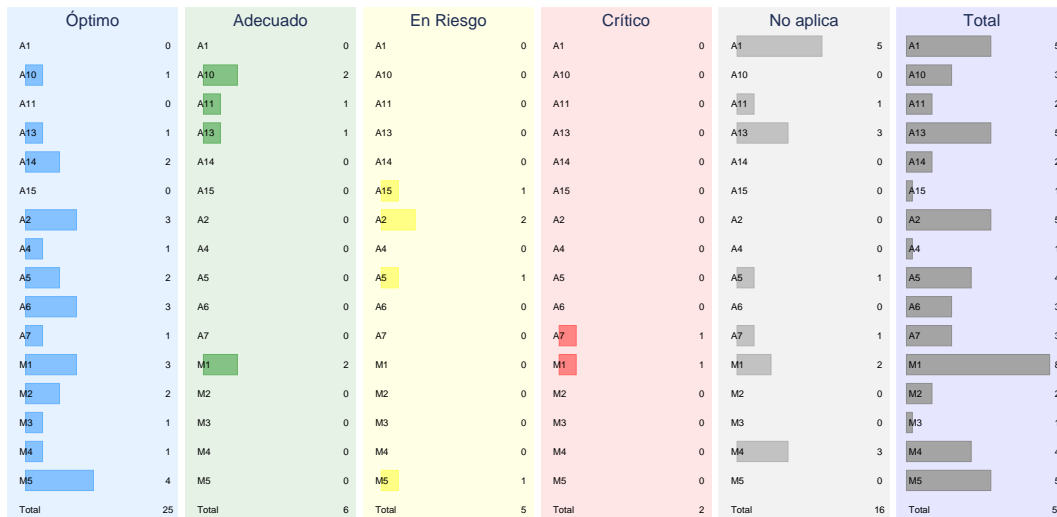 Óptimo Adecuado En Riesgo Crítico No aplica Total
A1 0 A1 0 A1 0 A1 0 A1 5 A1 5
A10 1 A10 2 A10 0 A10 0 A10 0 A10 3
A11 0 A11 1 A11 0 A11 0 A11 1 A11 2
A13 1 A13 1 A13 0 A13 0 A13 3 A13 5
A14 2 A14 0 A14 0 A14 0 A14 0 A14 2
A15 0 A15 0 A15 1 A15 0 A15 0 A15 1
A2 3 A2 0 A2 2 A2 0 A2 0 A2 5
A4 1 A4 0 A4 0 A4 0 A4 0 A4 1
A5 2 A5 0 A5 1 A5 0 A5 1 A5 4
A6 3 A6 0 A6 0 A6 0 A6 0 A6 3
A7 1 A7 0 A7 0 A7 1 A7 1 A7 3
M1 3 M1 2 M1 0 M1 1 M1 2 M1 8
M2 2 M2 0 M2 0 M2 0 M2 0 M2 2
M3 1 M3 0 M3 0 M3 0 M3 0 M3 1
M4 1 M4 0 M4 0 M4 0 M4 3 M4 4
M5 4 M5 0 M5 1 M5 0 M5 0 M5 5
Total 25 Total 6 Total 5 Total 2 Total 16 Total 5